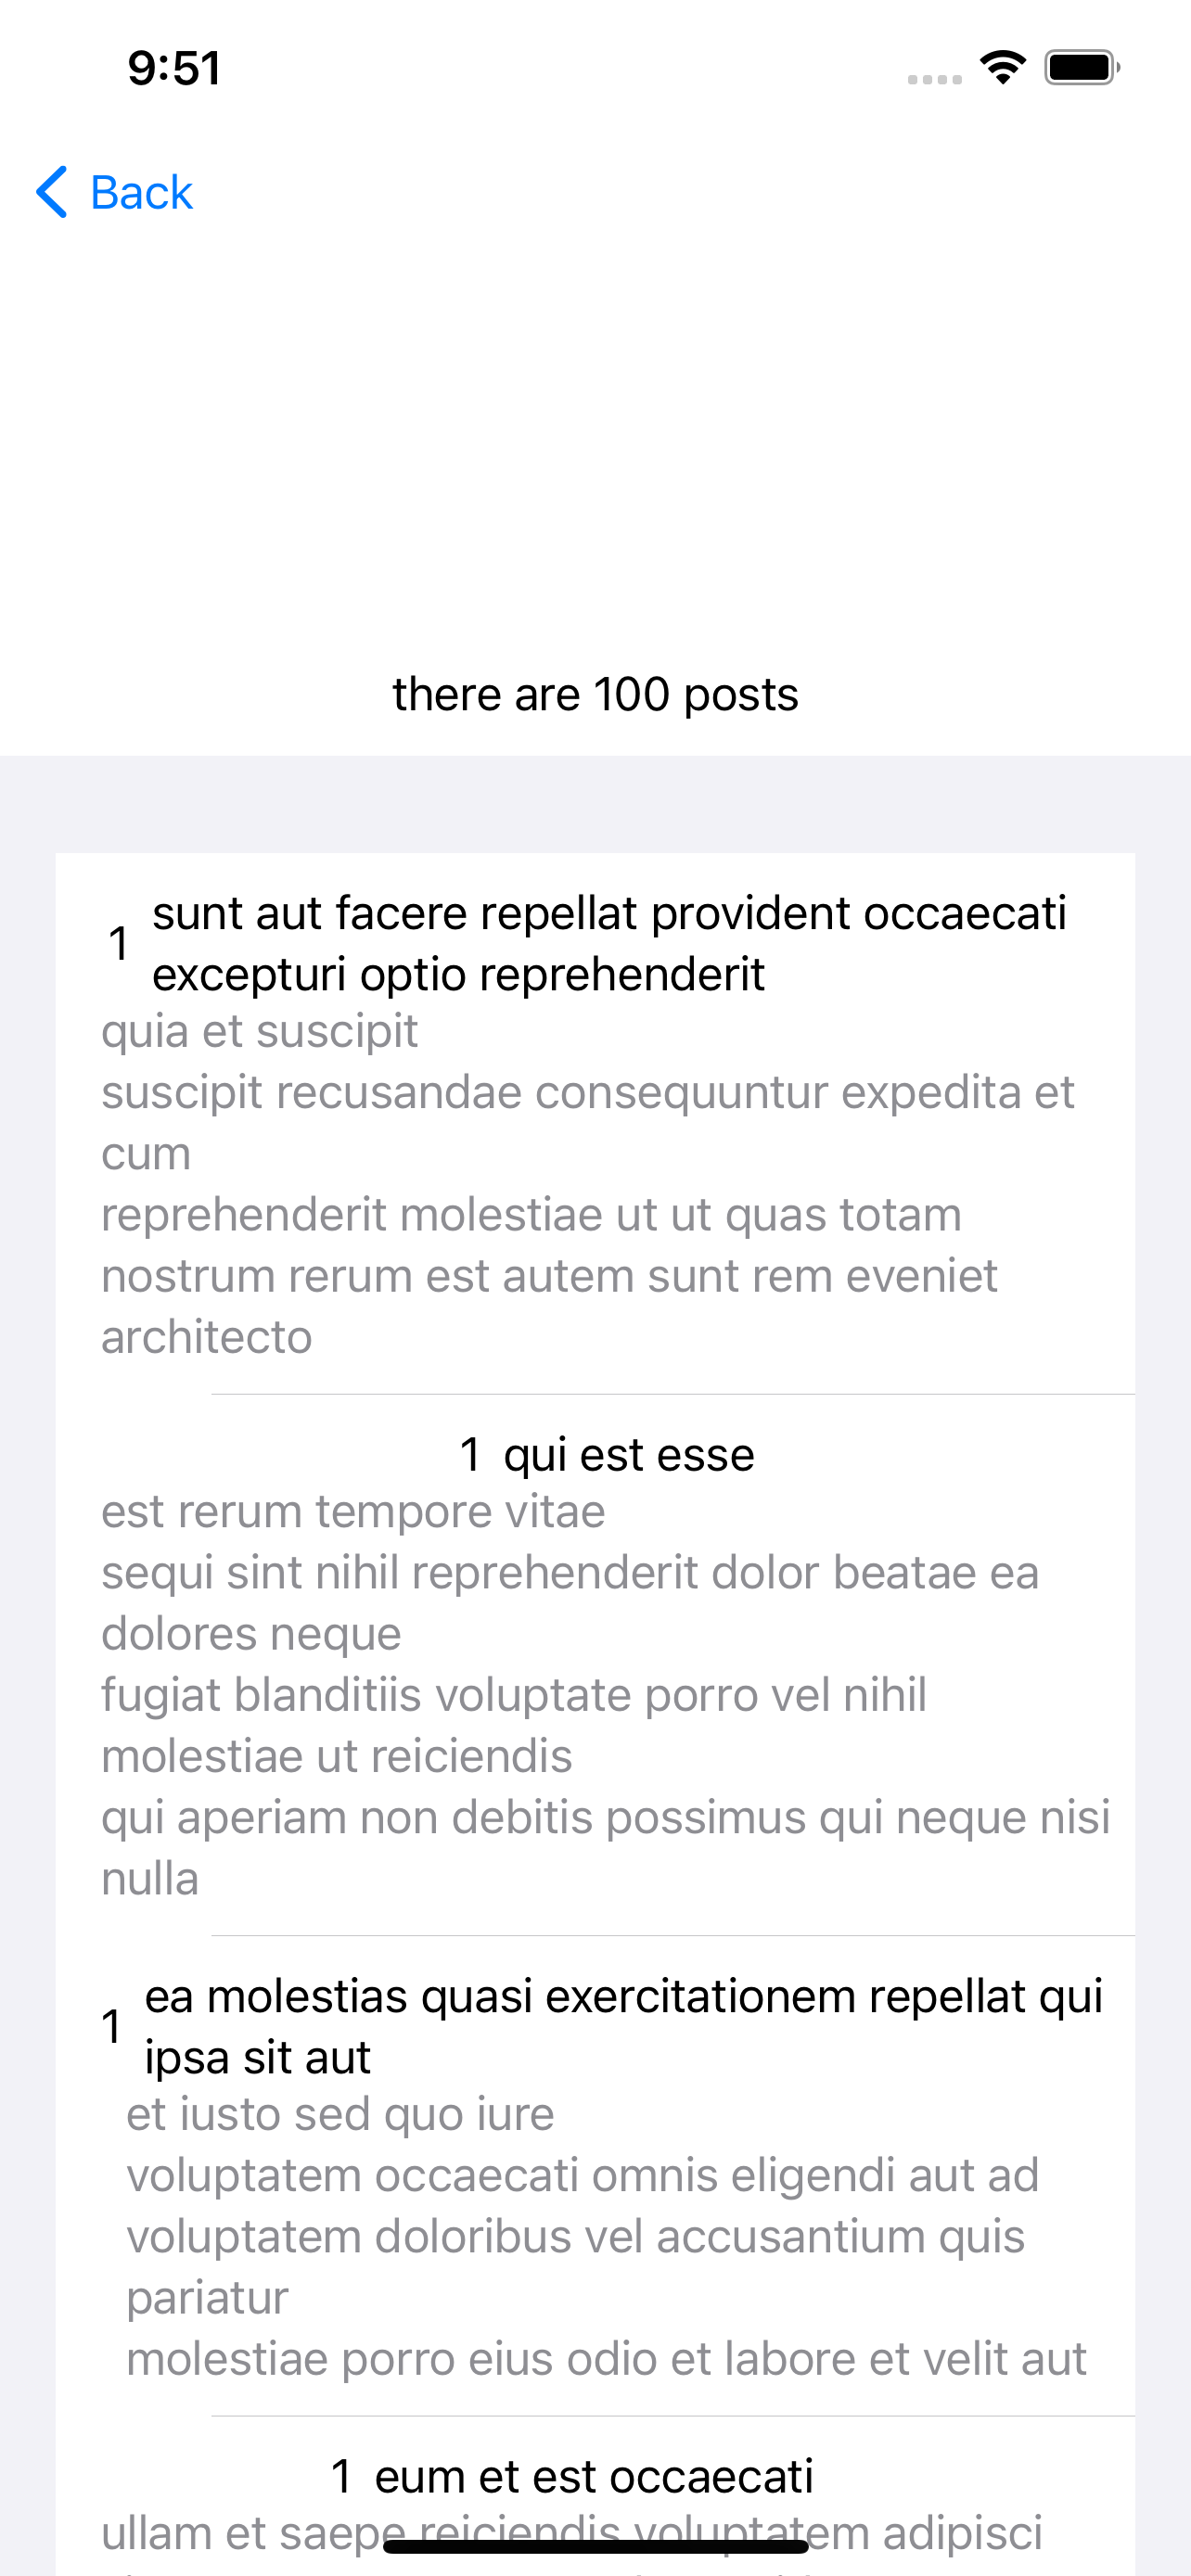 9:51
Back
there are 100 posts
1 sunt aut facere repellat provident occaecati
excepturi optio reprehenderit
quia et suscipit
suscipit recusandae consequuntur expedita et
cum
reprehenderit molestiae ut ut quas totam
nostrum rerum est autem sunt rem eveniet
architecto
1 qui est esse
est rerum tempore vitae
sequi sint nihil reprehenderit dolor beatae ea
dolores neque
fugiat blanditiis voluptate porro vel nihil
molestiae ut reiciendis
qui aperiam non debitis possimus qui neque nisi
nulla
1 ea molestias quasi exercitationem repellat qui
ipsa sit aut
et iusto sed quo iure
voluptatem occaecati omnis eligendi aut ad
voluptatem doloribus vel accusantium quis
pariatur
molestiae porro eius odio et labore et velit aut
1 eum et est occaecati
ullam et saepe reiciendis voluptatem adipisci